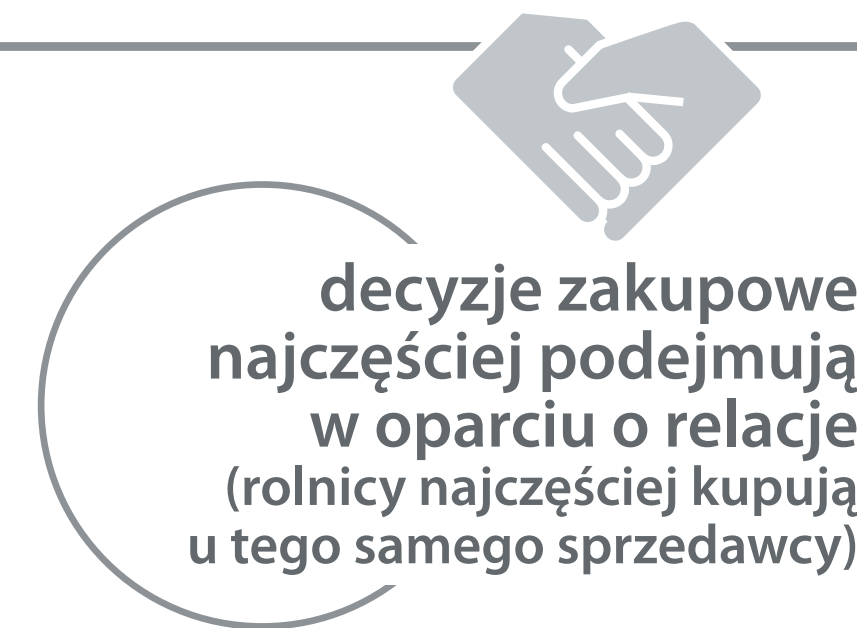 decyzje zakupowe
najczęściej podejmują
w oparciu o relacje
(rolnicy najczęściej kupują
u tego samego sprzedawcy)